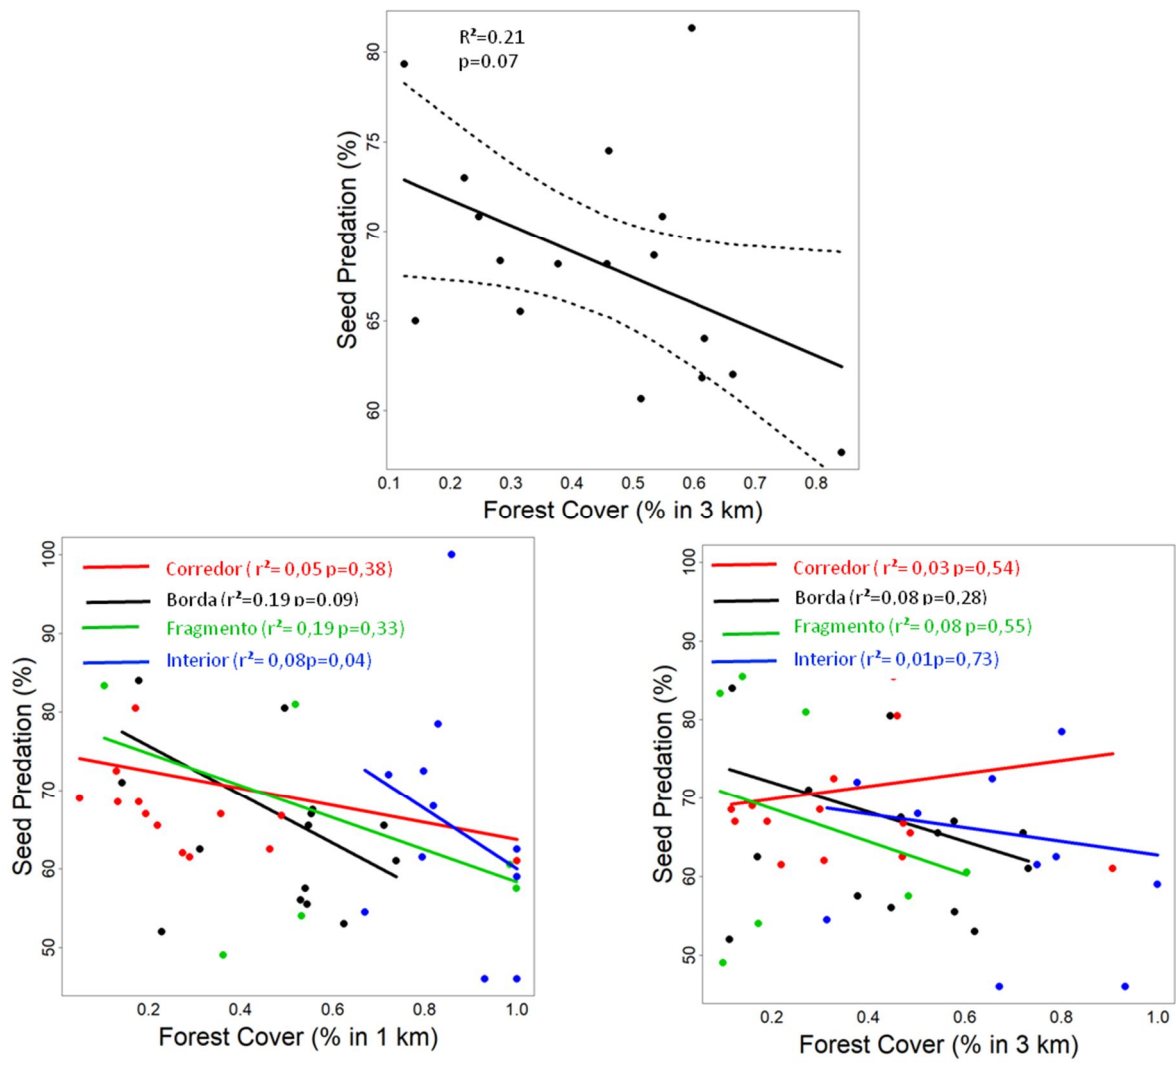 R²=0.21
p=0.07
80
75
70
65
60
Seed Predation (%)
0.1 0.2 0.3 0.4 0.5 0.6 0.7 0.8
Forest Cover (% in 3 km)
Corredor ( r²= 0,05 p=0,38)
Borda (r²=0.19 p=0.09)
Fragmento (r²= 0,19 p=0,33)
Interior (r²= 0,08p=0,04)
100
90
80
70
60
50
Seed Predation (%)
0.2 0.4 0.6 0.8 1.0
Forest Cover (% in 1 km)
Corredor ( r²= 0,03 p=0,54)
Borda (r²=0,08 p=0,28)
Fragmento (r²= 0,08 p=0,55)
Interior (r²= 0,01p=0,73)
100
90
80
70
60
50
Seed Predation (%)
0.2 0.4 0.6 0.8 1.0
Forest Cover (% in 3 km)